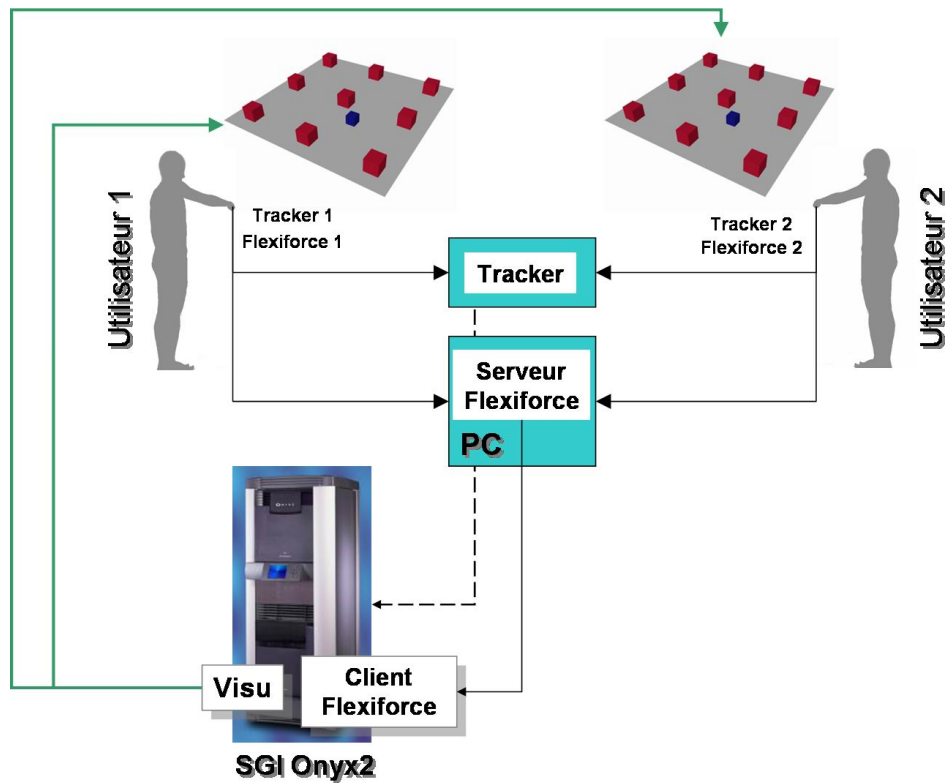 Utilisateur 1
Tracker 1
Flexiforce 1
Tracker 2
Flexiforce 2
Utilisateur 2
Tracker
Serveur
Flexiforce
PC
Visu
Client
Flexiforce
SGI Onyx2